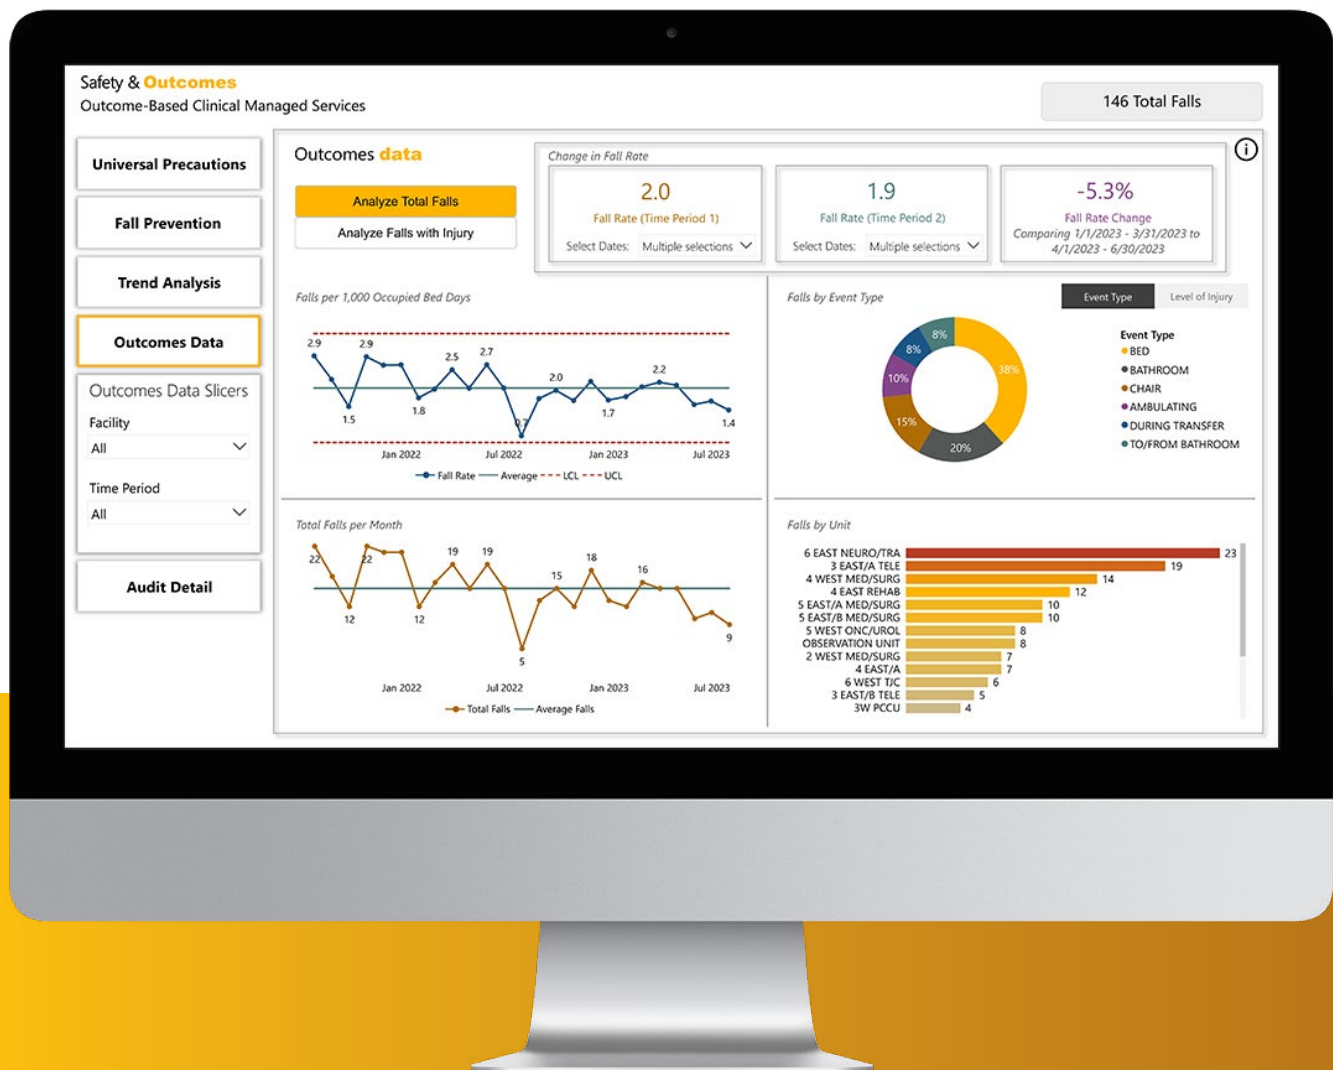 Safety & Outcomes
Outcome-Based Clinical Managed Services
146 Total Falls
Universal Precautions
Fall Prevention
Trend Analysis
Outcomes Data
Outcomes Data Slicers
Facility
All
Time Period
All
Audit Detail
Outcomes data
Analyze Total Falls
Analyze Falls with Injury
Change in Fall Rate
2.0
Fall Rate (Time Period 1)
Select Dates: Multiple selections
1.9
Fall Rate (Time Period 2)
Select Dates: Multiple selections
-5.3%
Fall Rate Change
Comparing 1/1/2023 - 3/31/2023 to
4/1/2023 - 6/30/2023
i
Falls per 1,000 Occupied Bed Days
2.9
2.9
2.5
2.7
2.0
2.2
1.5
1.8
0.7
1.7
1.4
Jan 2022
Jul 2022
Jan 2023
Jul 2023
Fall Rate Average LCL UCL
Falls by Event Type
Event Type
Level of Injury
8%
8%
38%
10%
15%
20%
Event Type
BED
BATHROOM
CHAIR
AMBULATING
DURING TRANSFER
TO/FROM BATHROOM
Total Falls per Month
22
22
19
19
18
15
16
12
12
5
9
Jan 2022
Jul 2022
Jan 2023
Jul 2023
Total Falls Average Falls
Falls by Unit
6 EAST NEURO/TRA 23
3 EAST/A TELE 19
4 WEST MED/SURG 14
4 EAST REHAB 12
5 EAST/A MED/SURG 10
5 EAST/B MED/SURG 10
5 WEST ONC/UROL 8
OBSERVATION UNIT 8
2 WEST MED/SURG 7
4 EAST/A 7
6 WEST TJC 6
3 EAST/B TELE 5
3W PCCU 4